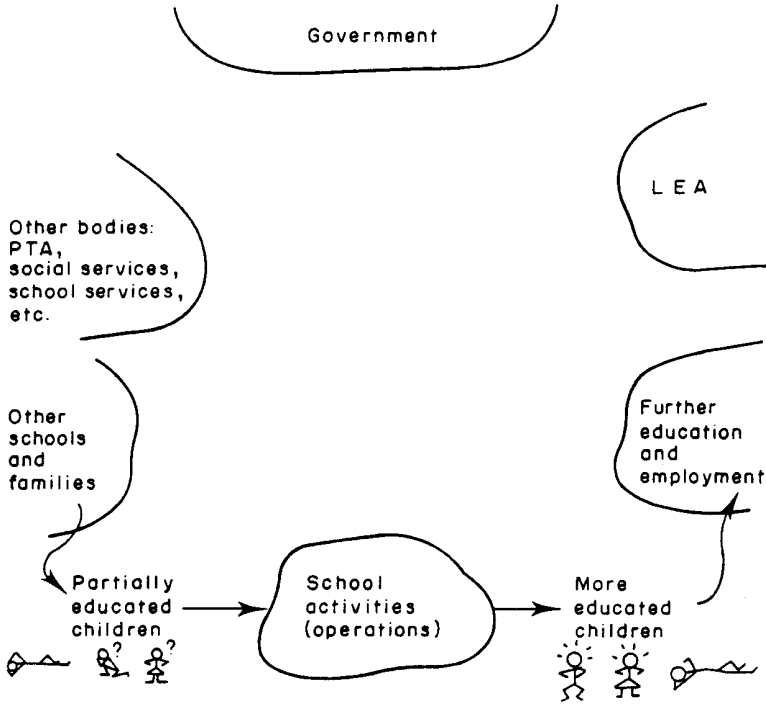 Government
LEA
Other bodies:
PTA,
social services,
school services,
etc.
Other
schools
and
families
Further
education
and
employment
Partially
educated
children
School
activities
(operations)
More
educated
children
?
?